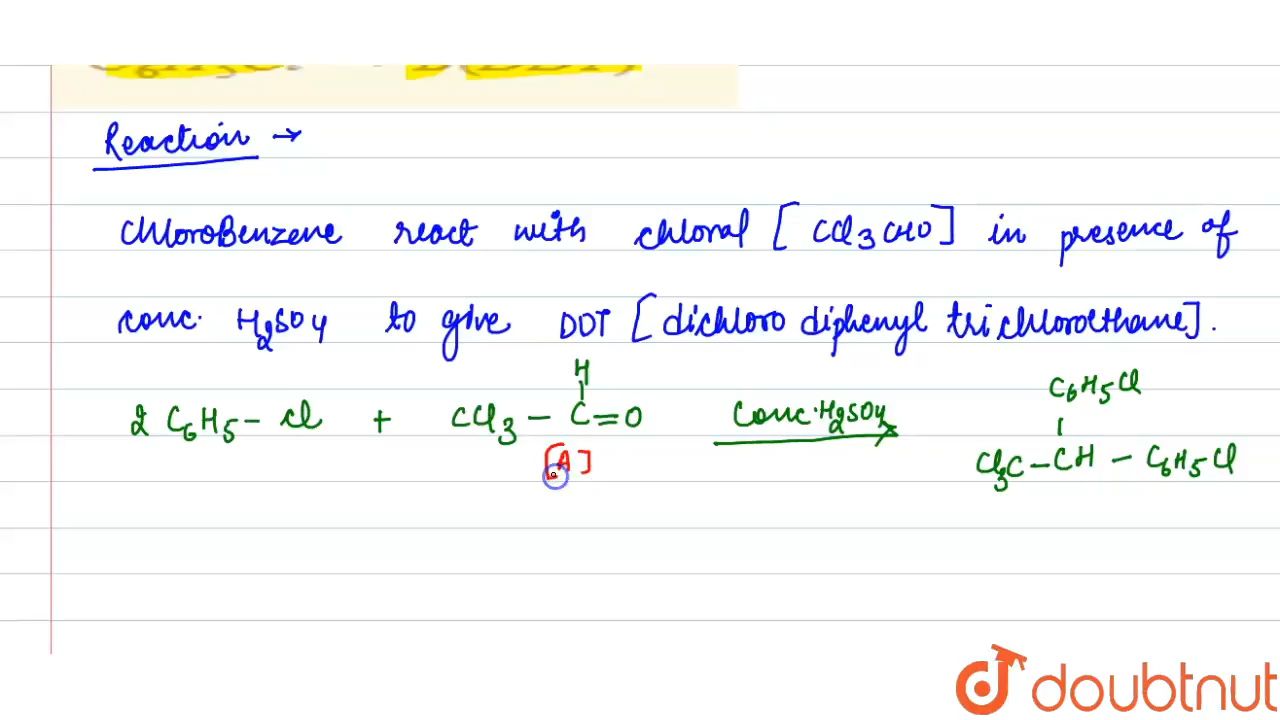 Reaction →
ChloroBenzene react with chloral [CCl3CHO] in presence of
conc. H2SO4 to give DDT [dichloro diphenyl trichloroethane].
H
C6H5Cl
2 C6H5 - Cl + CCl3 - C = O Conc. H2SO4
Cl3C - CH - C6H5Cl
[A]
doubtnut